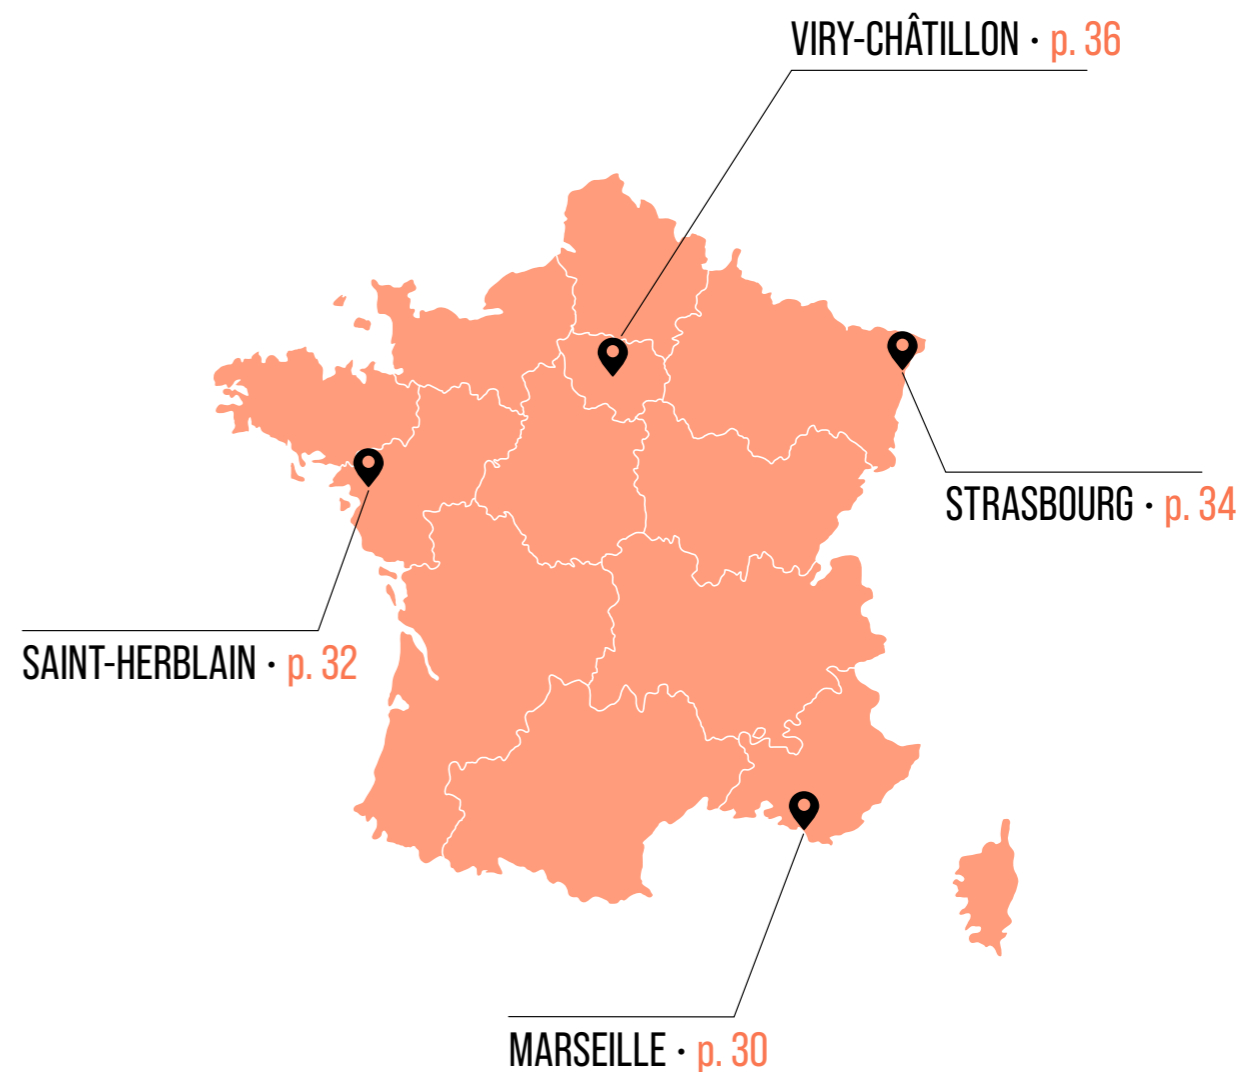 VIRY-CHÂTILLON · p. 36
STRASBOURG · p. 34
SAINT-HERBLAIN · p. 32
MARSEILLE · p. 30